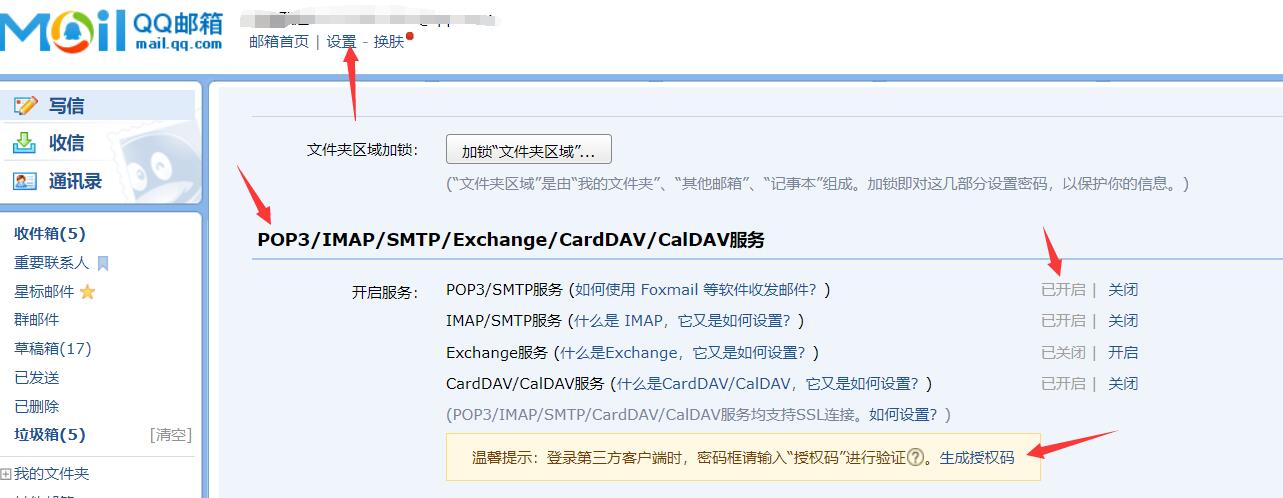 Mail QQ邮箱
mail.qq.com
邮箱首页 | 设置 - 换肤
写信
收信
通讯录
收件箱(5)
重要联系人
星标邮件
群邮件
草稿箱(17)
已发送
已删除
垃圾箱(5) [清空]
我的文件夹
文件夹区域加锁： 加锁“文件夹区域”...
(“文件夹区域”是由“我的文件夹”、“其他邮箱”、“记事本”组成。加锁即对这几部分设置密码，以保护你的信息。)
POP3/IMAP/SMTP/Exchange/CardDAV/CalDAV服务
开启服务： POP3/SMTP服务 (如何使用 Foxmail 等软件收发邮件？) 已开启 | 关闭
IMAP/SMTP服务 (什么是 IMAP，它又是如何设置？) 已开启 | 关闭
Exchange服务 (什么是Exchange，它又是如何设置？) 已关闭 | 开启
CardDAV/CalDAV服务 (什么是CardDAV/CalDAV，它又是如何设置？) 已开启 | 关闭
(POP3/IMAP/SMTP/CardDAV/CalDAV服务均支持SSL连接。如何设置？)
温馨提示：登录第三方客户端时，密码框请输入“授权码”进行验证?。生成授权码